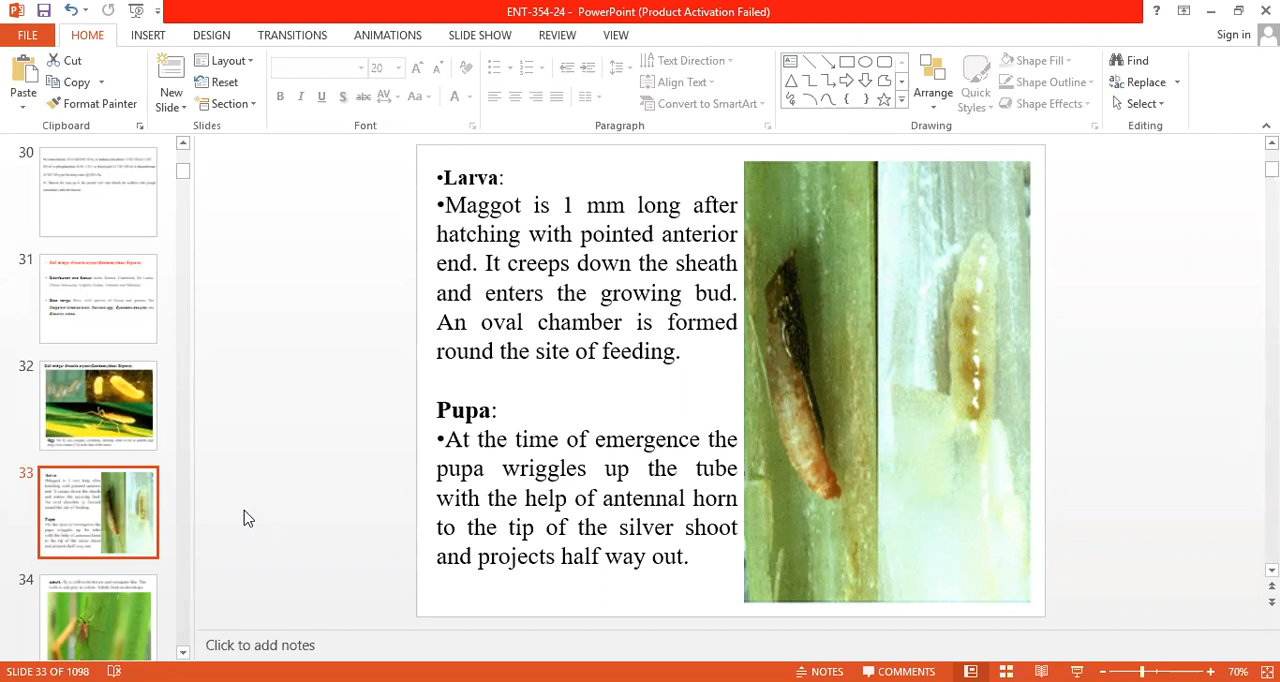 ENT-354-24 - PowerPoint (Product Activation Failed)
?
FILE HOME INSERT DESIGN TRANSITIONS ANIMATIONS SLIDE SHOW REVIEW VIEW Sign in
Paste
Cut
Copy
Format Painter
Clipboard
New
Slide
Layout
Reset
Section
Slides
20
B I U S abc AV Aa A
Font
Text Direction
Align Text
Convert to SmartArt
Paragraph
Arrange
Quick
Styles
Shape Fill
Shape Outline
Shape Effects
Drawing
Find
Replace
Select
Editing
30
31
32
33
34
•Larva:
•Maggot is 1 mm long after
hatching with pointed anterior
end. It creeps down the sheath
and enters the growing bud.
An oval chamber is formed
round the site of feeding.
Pupa:
•At the time of emergence the
pupa wriggles up the tube
with the help of antennal horn
to the tip of the silver shoot
and projects half way out.
Click to add notes
SLIDE 33 OF 1098
NOTES COMMENTS 70%